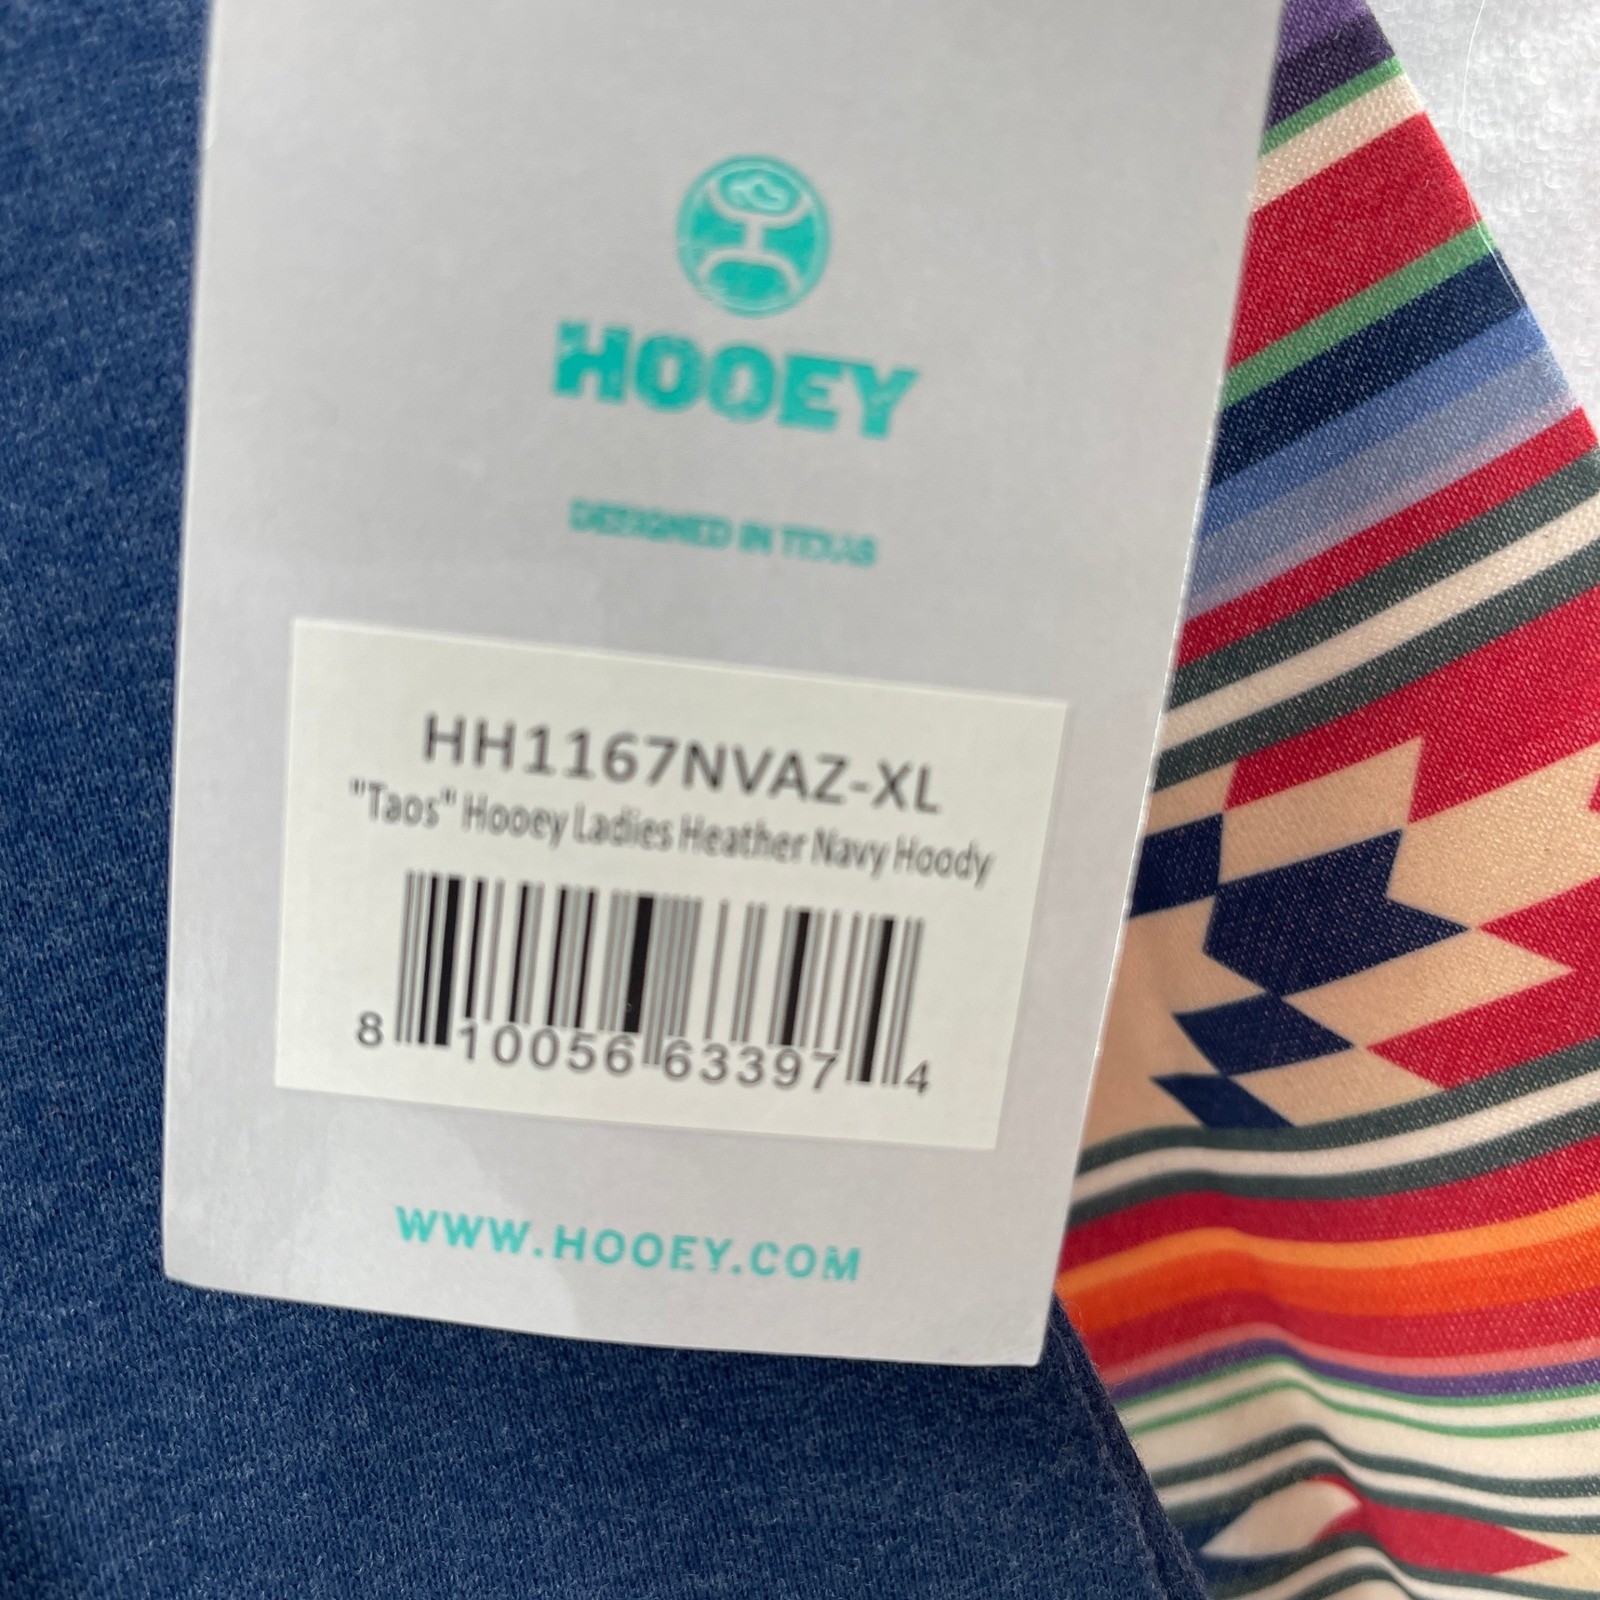 HOOEY
DESIGNED IN TEXAS
HH1167NVAZ-XL
"Taos" Hooey Ladies Heather Navy Hoody
8 10056 63397 4
WWW.HOOEY.COM